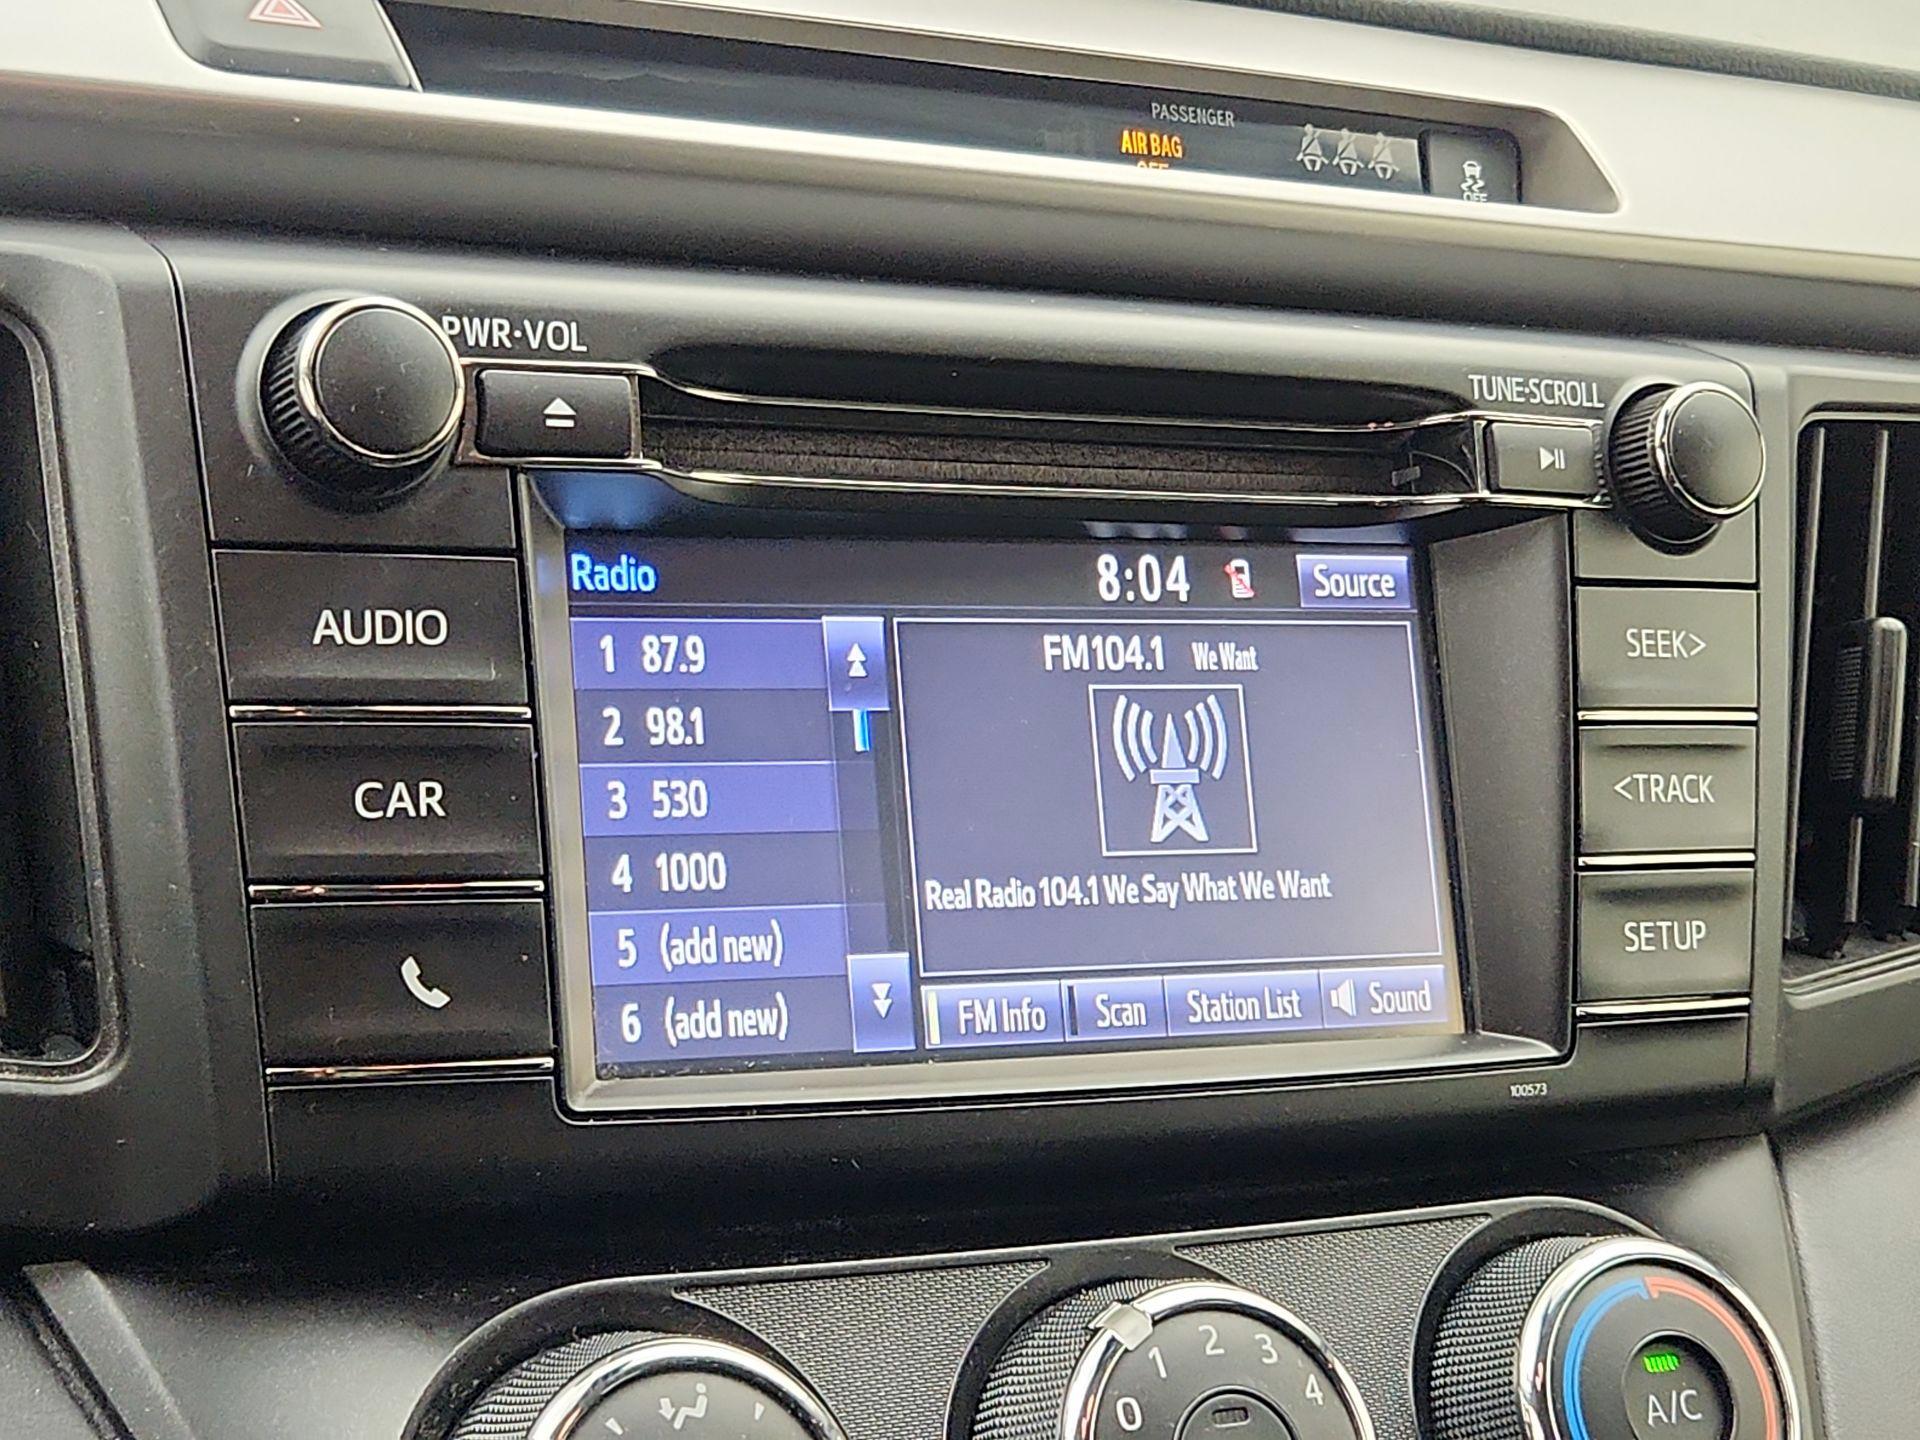 PASSENGER
AIR BAG
OFF
OFF
PWR·VOL
TUNE·SCROLL
AUDIO
CAR
Radio
8:04
Source
1 87.9
2 98.1
3 530
4 1000
5 (add new)
6 (add new)
FM104.1 We Want
Real Radio 104.1 We Say What We Want
FM Info
Scan
Station List
Sound
SEEK>
<TRACK
SETUP
100573
0 1 2 3 4
A/C